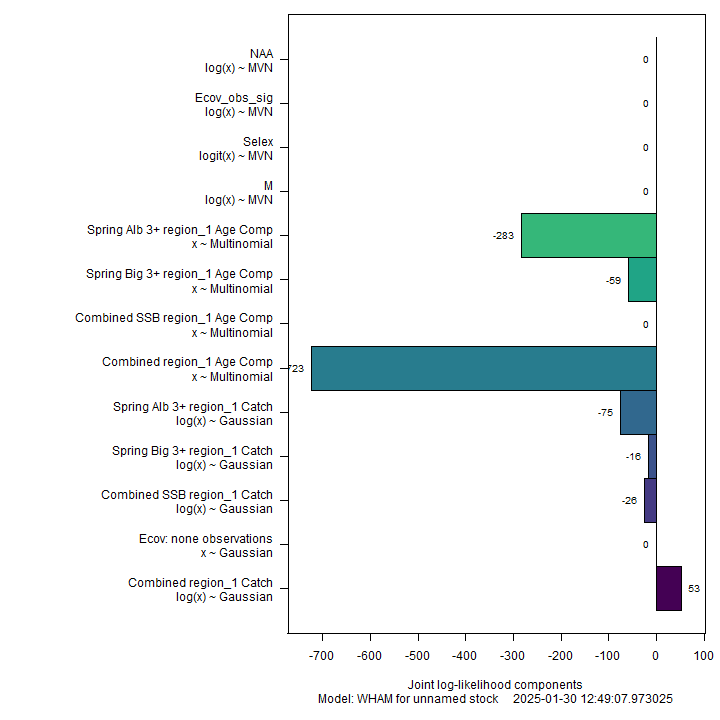 NAA
log(x) ~ MVN
0
Ecov_obs_sig
log(x) ~ MVN
0
Selex
logit(x) ~ MVN
0
M
log(x) ~ MVN
0
Spring Alb 3+ region_1 Age Comp
x ~ Multinomial
-283
Spring Big 3+ region_1 Age Comp
x ~ Multinomial
-59
Combined SSB region_1 Age Comp
x ~ Multinomial
0
Combined region_1 Age Comp
x ~ Multinomial
723
Spring Alb 3+ region_1 Catch
log(x) ~ Gaussian
-75
Spring Big 3+ region_1 Catch
log(x) ~ Gaussian
-16
Combined SSB region_1 Catch
log(x) ~ Gaussian
-26
Ecov: none observations
x ~ Gaussian
0
Combined region_1 Catch
log(x) ~ Gaussian
53
-700 -600 -500 -400 -300 -200 -100 0 100
Joint log-likelihood components
Model: WHAM for unnamed stock 2025-01-30 12:49:07.973025